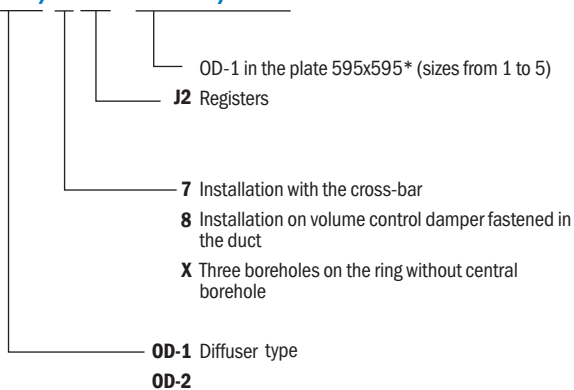 OD-1 in the plate 595x595* (sizes from 1 to 5)
J2 Registers
7 Installation with the cross-bar
8 Installation on volume control damper fastened in
the duct
X Three boreholes on the ring without central
borehole
OD-1 Diffuser type
OD-2